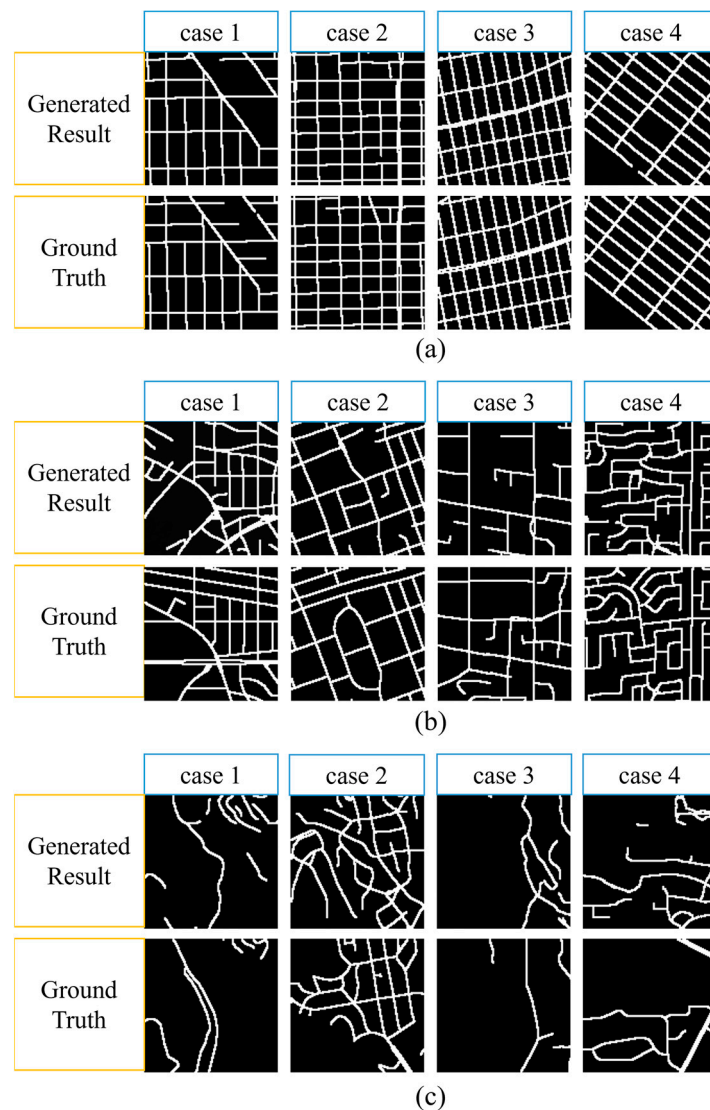 case 1 case 2 case 3 case 4
Generated
Result
Ground
Truth
(a)
case 1 case 2 case 3 case 4
Generated
Result
Ground
Truth
(b)
case 1 case 2 case 3 case 4
Generated
Result
Ground
Truth
(c)